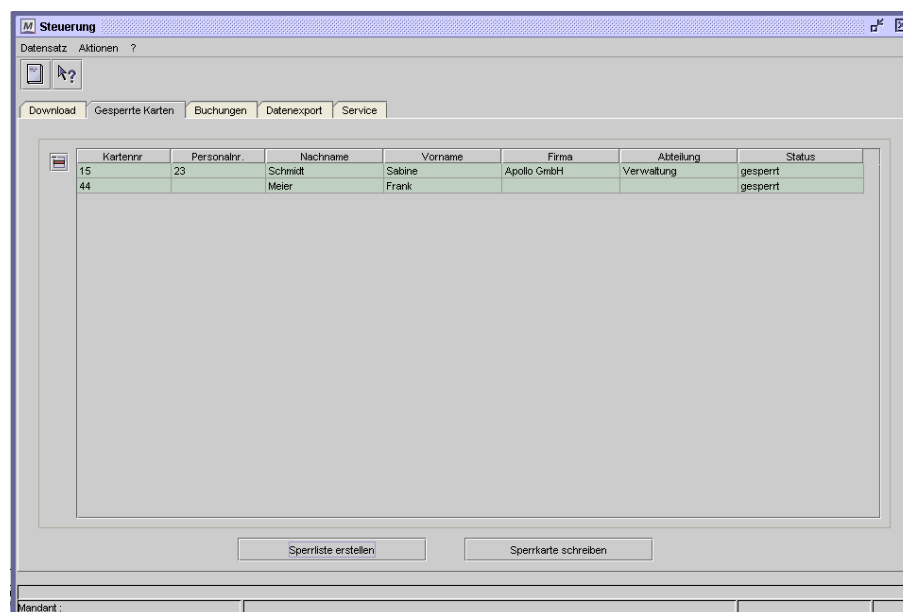 M Steuerung
Datensatz Aktionen ?
?
Download Gesperrte Karten Buchungen Datenexport Service
Kartennr Personalnr. Nachname Vorname Firma Abteilung Status
15 23 Schmidt Sabine Apollo GmbH Verwaltung gesperrt
44 Meier Frank gesperrt
Sperrliste erstellen Sperrkarte schreiben
Mandant :